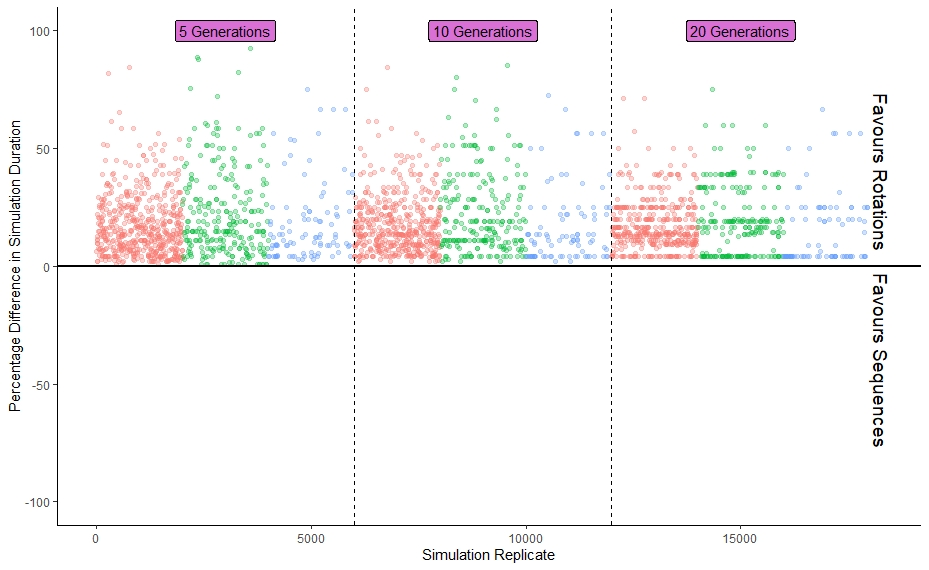 5 Generations
10 Generations
20 Generations
100
50
0
-50
-100
Percentage Difference in Simulation Duration
Favours Rotations
Favours Sequences
0
5000
10000
15000
Simulation Replicate